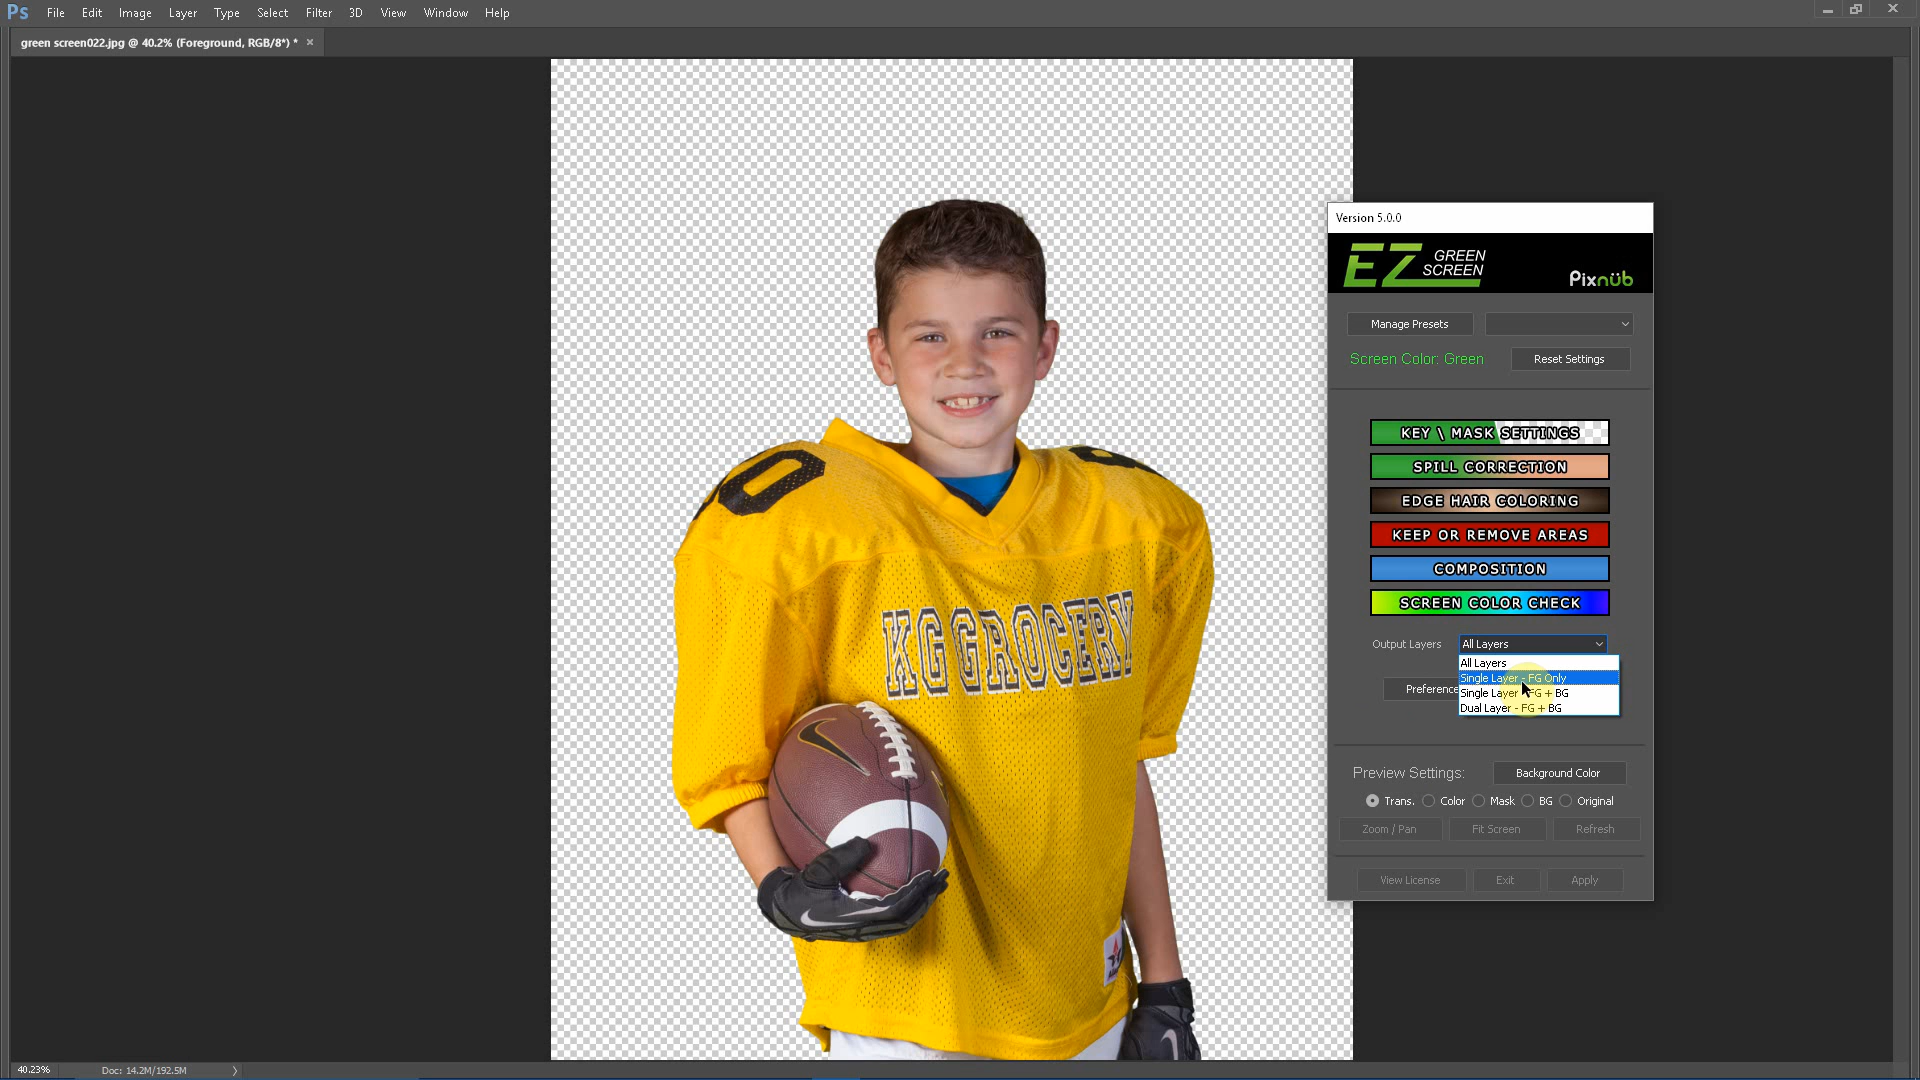 Ps File Edit Image Layer Type Select Filter 3D View Window Help
green screen022.jpg @ 40.2% (Foreground, RGB/8*) * ×
Version 5.0.0
EZ GREEN SCREEN
Pixnüb
Manage Presets
Screen Color: Green
Reset Settings
KEY \ MASK SETTINGS
SPILL CORRECTION
EDGE HAIR COLORING
KEEP OR REMOVE AREAS
COMPOSITION
SCREEN COLOR CHECK
Output Layers All Layers
All Layers
Single Layer - FG Only
Single Layer - FG + BG
Dual Layer - FG + BG
Preference
Preview Settings: Background Color
Trans. Color Mask BG Original
Zoom / Pan Fit Screen Refresh
View License Exit Apply
KG GROCERY
0
40.23% Doc: 14.2M/192.5M